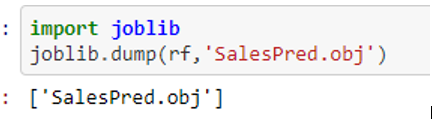 : import joblib
joblib.dump(rf,'SalesPred.obj')
: ['SalesPred.obj']